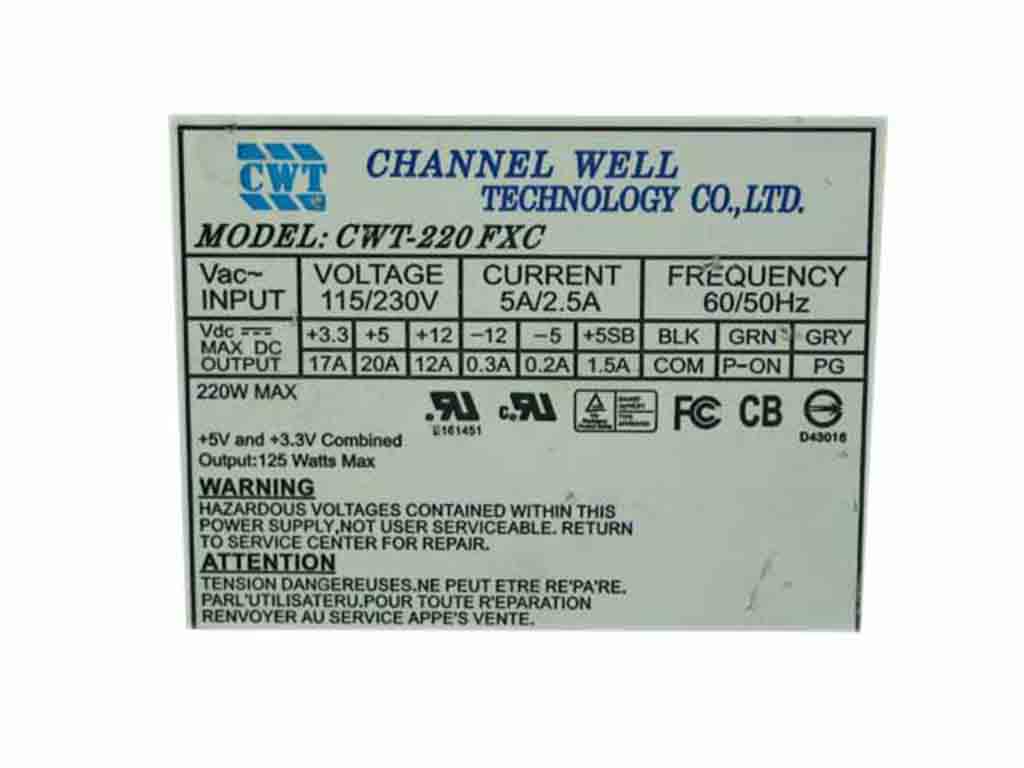 CWT
CHANNEL WELL
TECHNOLOGY CO.,LTD.
MODEL: CWT-220 FXC
Vac~ INPUT VOLTAGE 115/230V CURRENT 5A/2.5A FREQUENCY 60/50Hz
Vdc MAX DC OUTPUT
+3.3 +5 +12 -12 -5 +5SB BLK GRN GRY
17A 20A 12A 0.3A 0.2A 1.5A COM P-ON PG
220W MAX
E161451
FC CB
D43016
+5V and +3.3V Combined
Output:125 Watts Max
WARNING
HAZARDOUS VOLTAGES CONTAINED WITHIN THIS
POWER SUPPLY,NOT USER SERVICEABLE. RETURN
TO SERVICE CENTER FOR REPAIR.
ATTENTION
TENSION DANGEREUSES.NE PEUT ETRE RE'PA'RE.
PARL'UTILISATERU.POUR TOUTE R'EPARATION
RENVOYER AU SERVICE APPE'S VENTE.